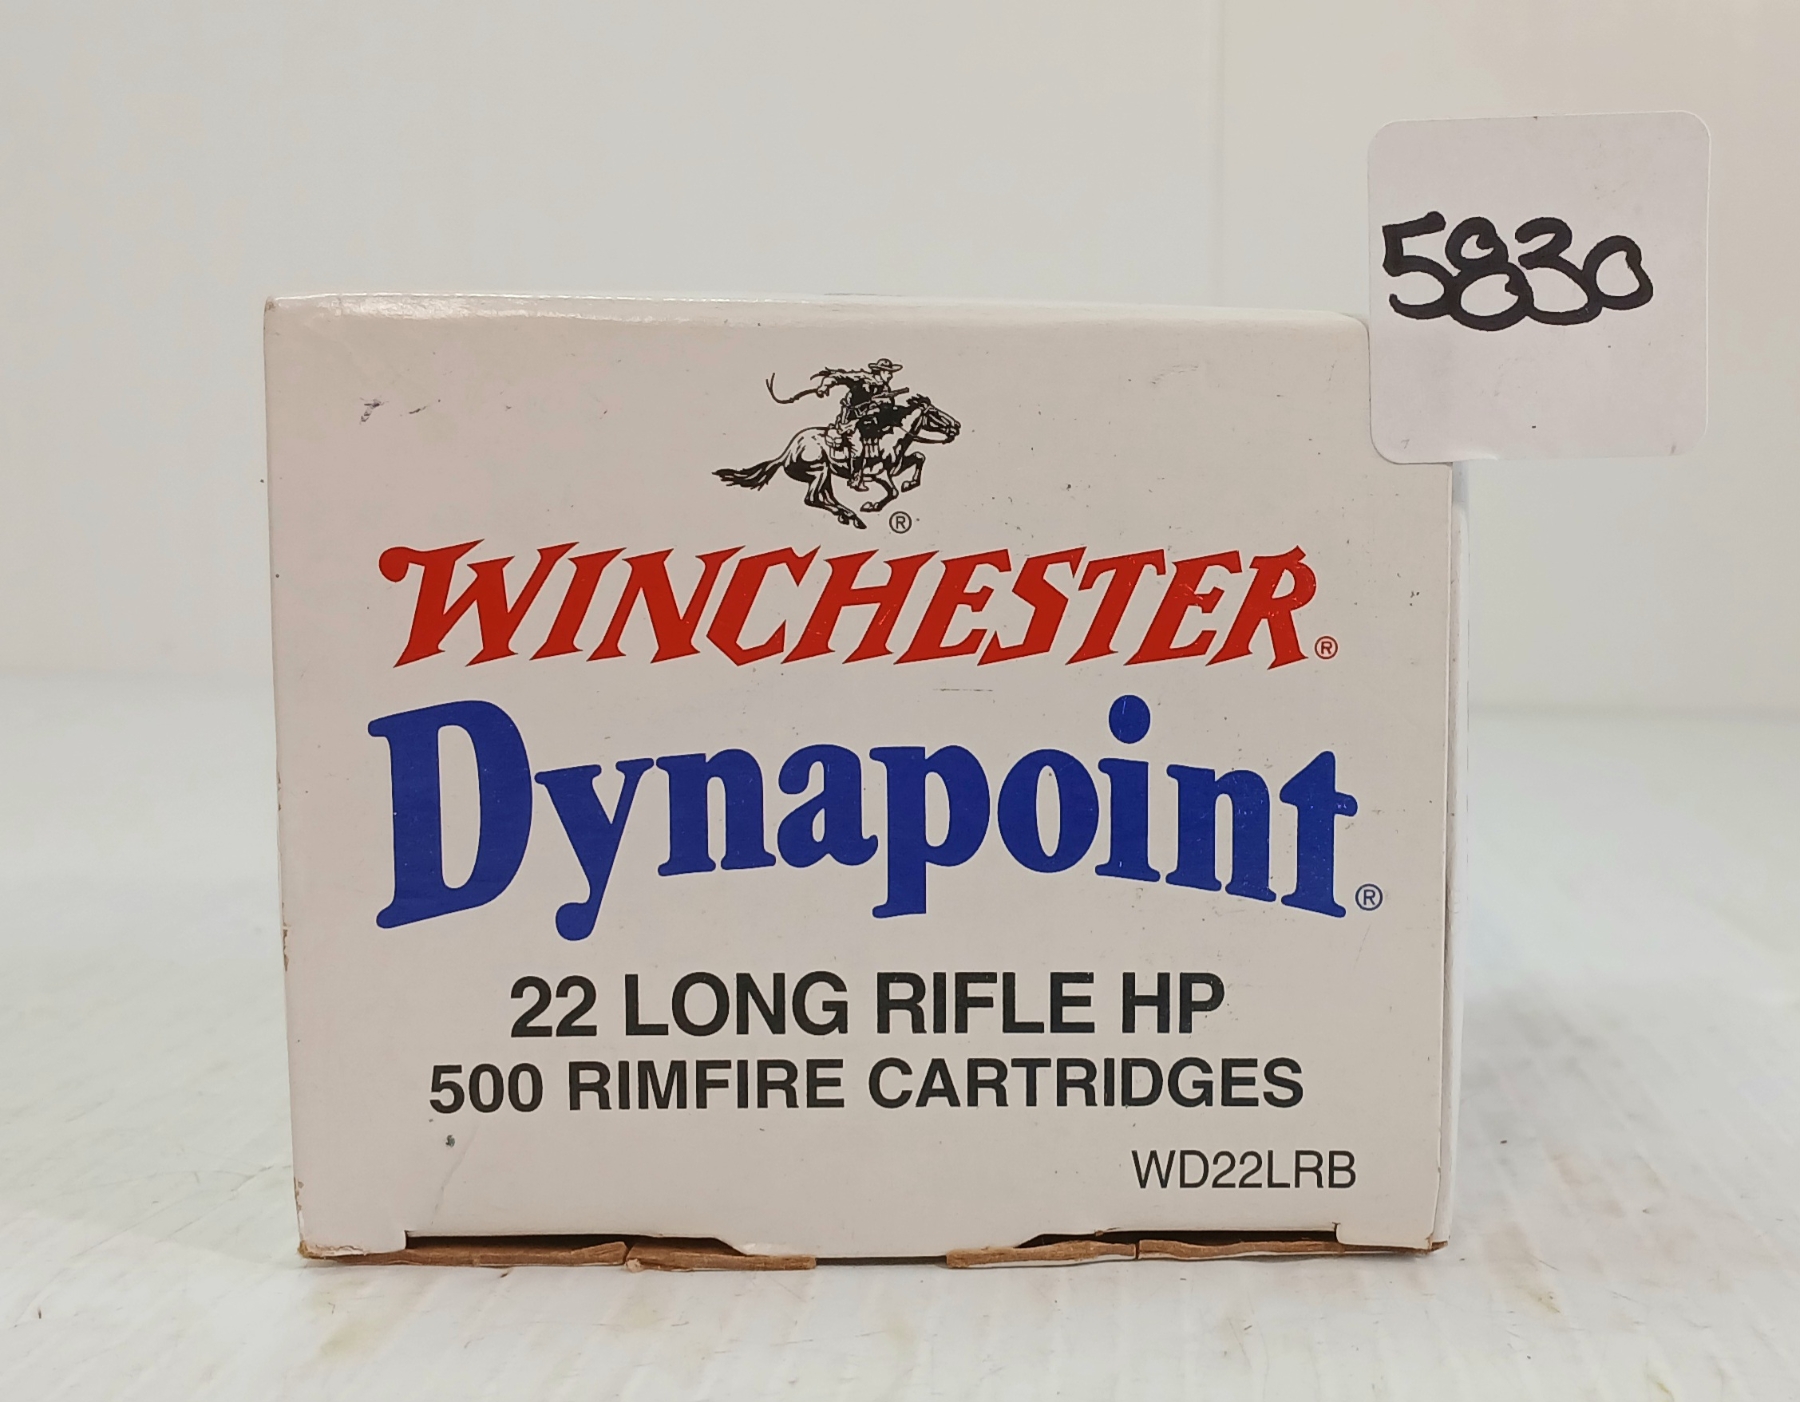 5830
®
WINCHESTER®
Dynapoint®
22 LONG RIFLE HP
500 RIMFIRE CARTRIDGES
WD22LRB